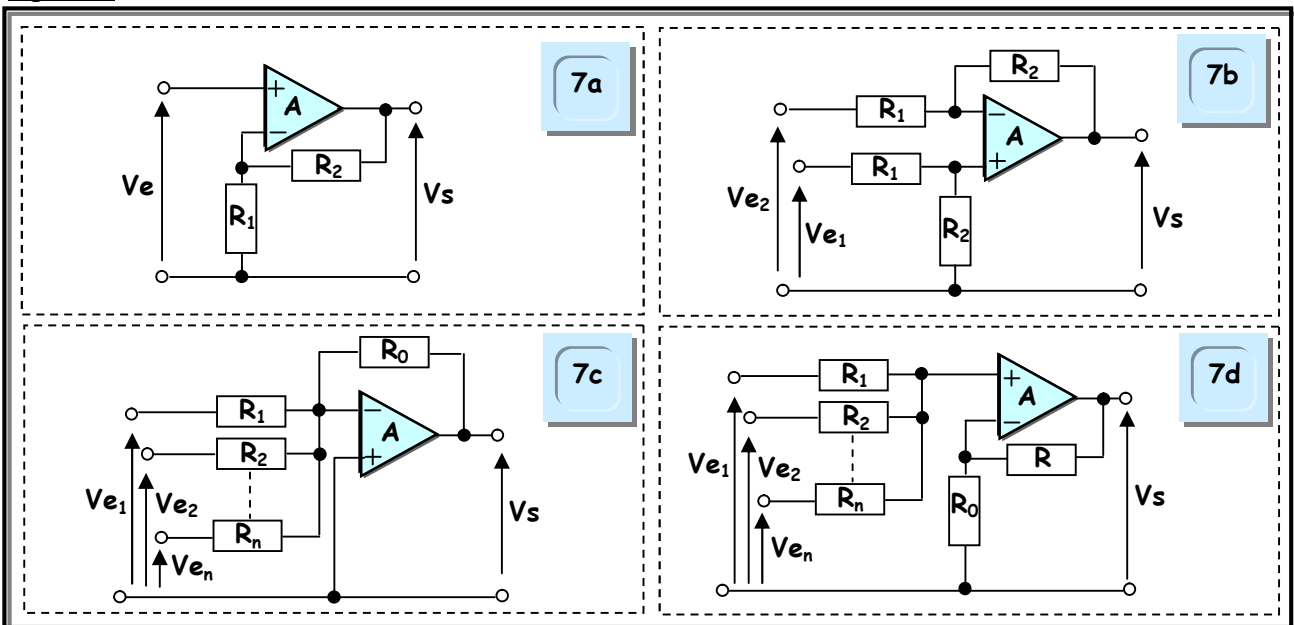 7a
+
A
−
R₂
R₁
Ve
Vs
7b
R₂
R₁
−
A
+
R₁
Ve₂
Ve₁
R₂
Vs
7c
R₀
R₁
−
A
+
R₂
Ve₁
Ve₂
Rₙ
Veₙ
Vs
7d
R₁
+
A
−
R₂
R
Ve₁
Ve₂
Rₙ
R₀
Veₙ
Vs